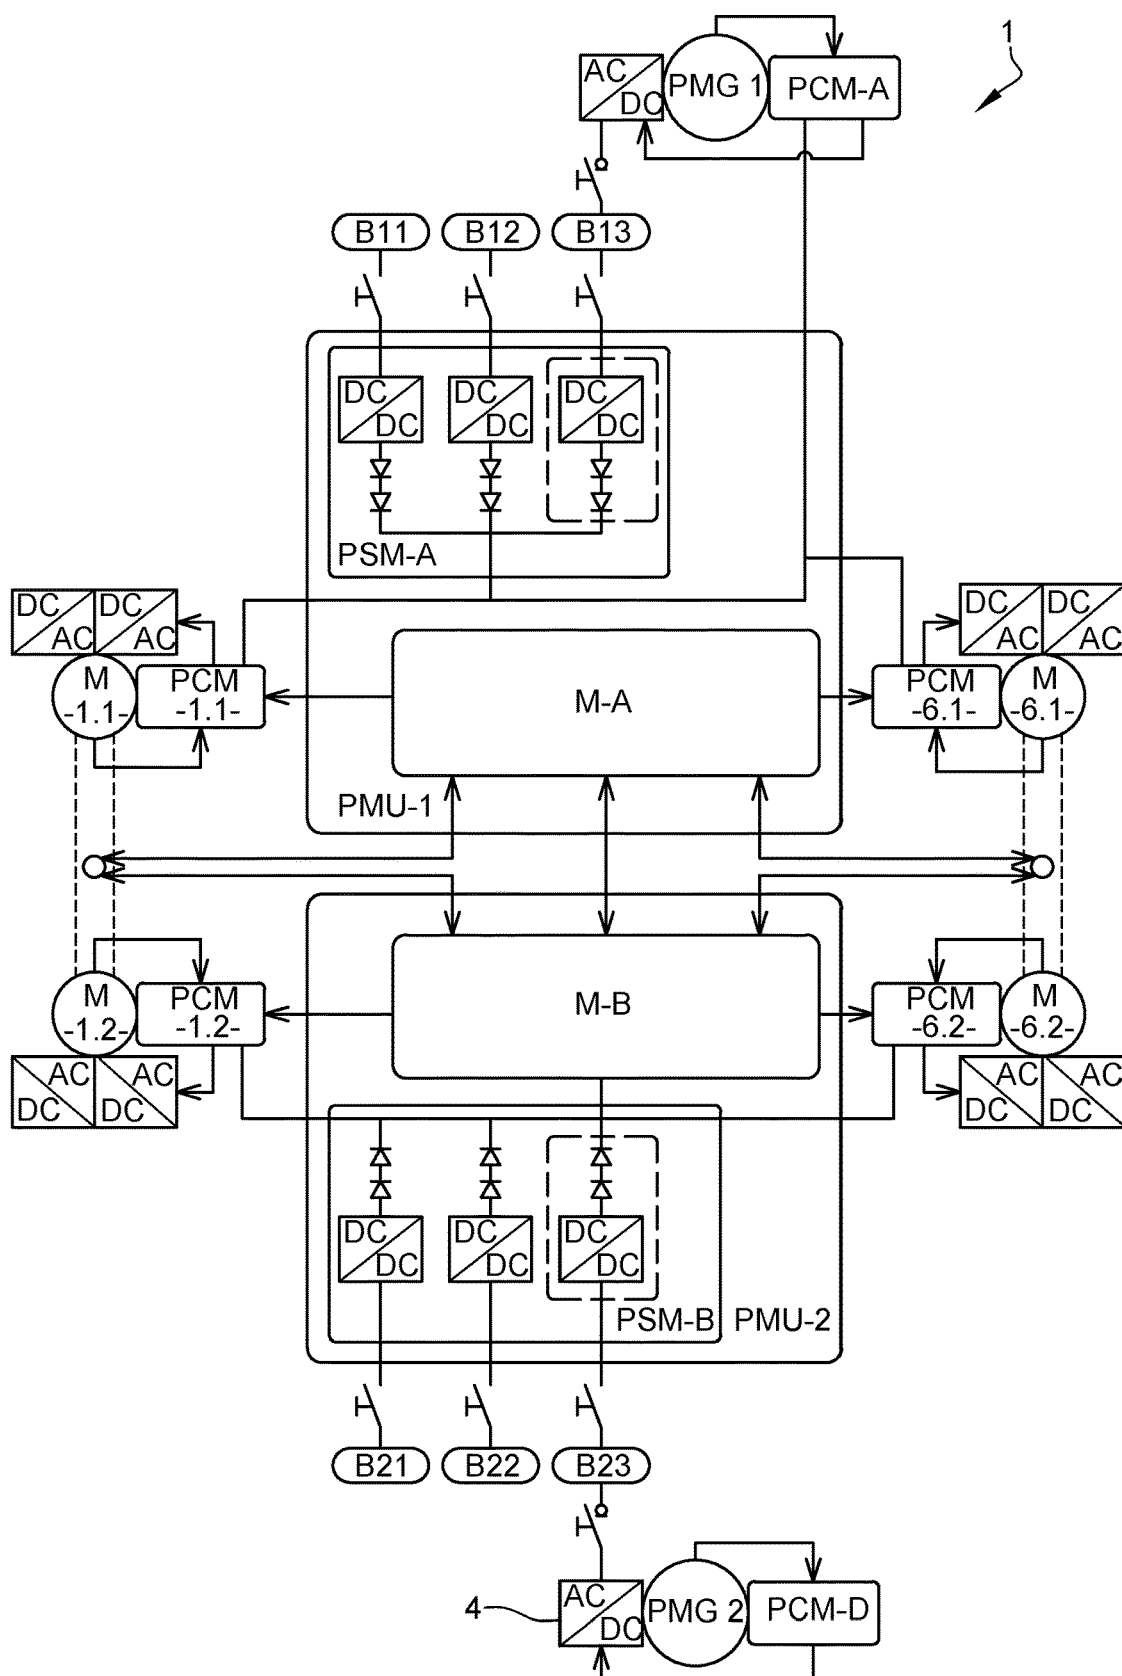 1
AC
DC
PMG 1
PCM-A
B11
B12
B13
DC
DC
DC
DC
DC
DC
PSM-A
DC
AC
DC
AC
M
-1.1-
PCM
-1.1-
M-A
PCM
-6.1-
DC
AC
DC
AC
M
-6.1-
PMU-1
M
-1.2-
PCM
-1.2-
AC
DC
AC
DC
M-B
PCM
-6.2-
M
-6.2-
AC
DC
AC
DC
DC
DC
DC
DC
DC
DC
PSM-B
PMU-2
B21
B22
B23
4
AC
DC
PMG 2
PCM-D